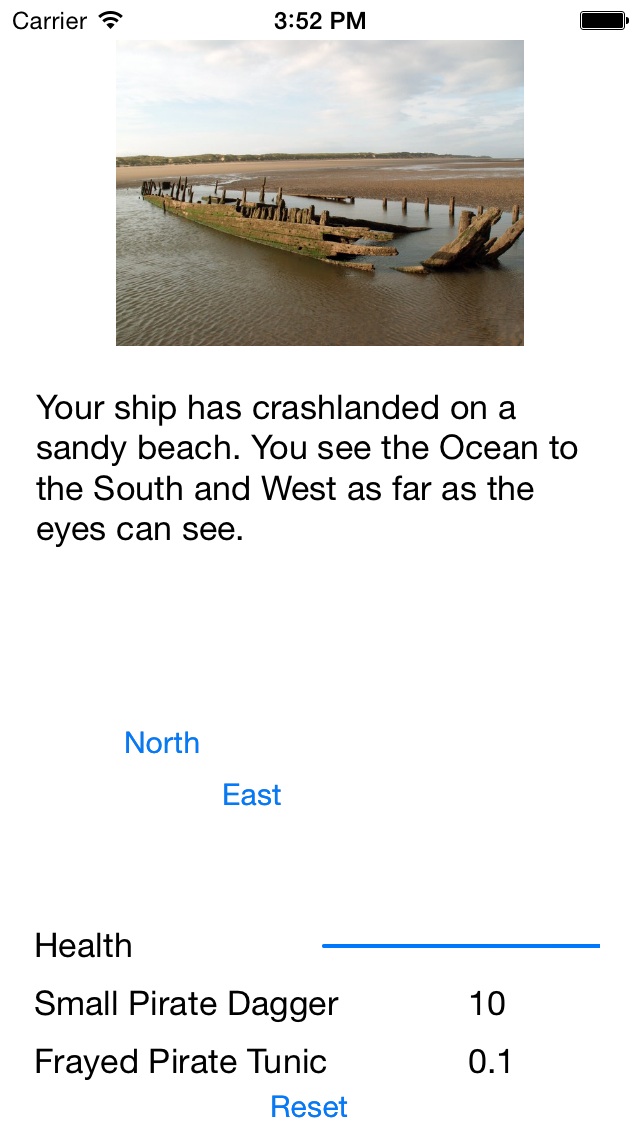 Carrier 3:52 PM
Your ship has crashlanded on a
sandy beach. You see the Ocean to
the South and West as far as the
eyes can see.
North
East
Health
Small Pirate Dagger 10
Frayed Pirate Tunic 0.1
Reset